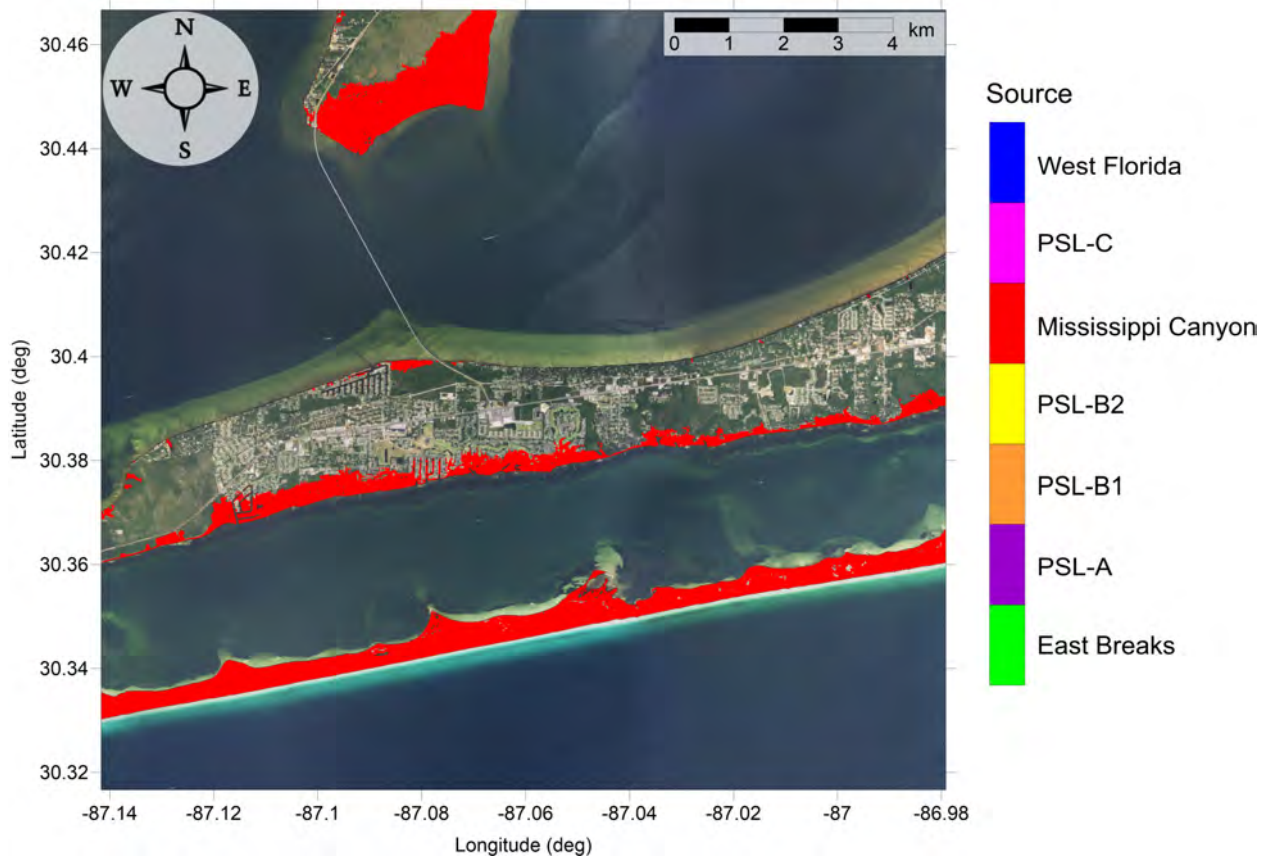 30.46
30.44
30.42
30.4
30.38
30.36
30.34
30.32
Latitude (deg)
N
W E
S
0 1 2 3 4 km
-87.14 -87.12 -87.1 -87.08 -87.06 -87.04 -87.02 -87 -86.98
Longitude (deg)
Source
West Florida
PSL-C
Mississippi Canyon
PSL-B2
PSL-B1
PSL-A
East Breaks